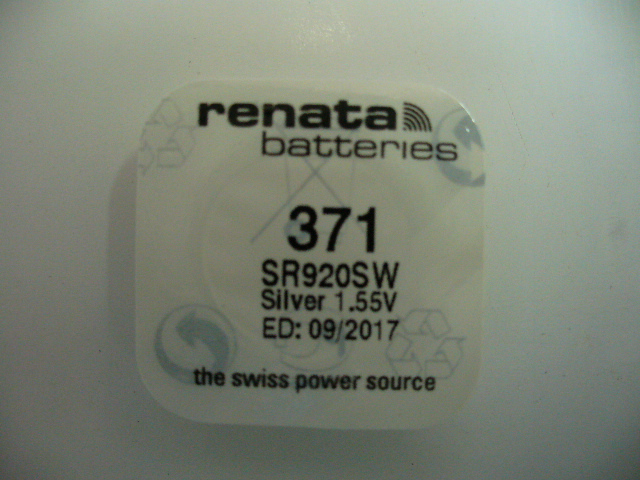 renata
batteries
371
SR920SW
Silver 1.55V
ED: 09/2017
the swiss power source